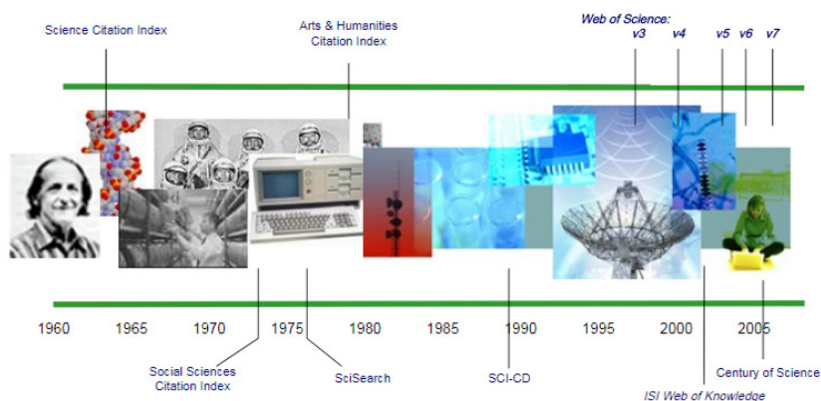 Science Citation Index
Arts & Humanities
Citation Index
Web of Science:
v3 v4 v5 v6 v7
1960 1965 1970 1975 1980 1985 1990 1995 2000 2005
Social Sciences
Citation Index
SciSearch
SCI-CD
Century of Science
ISI Web of Knowledge